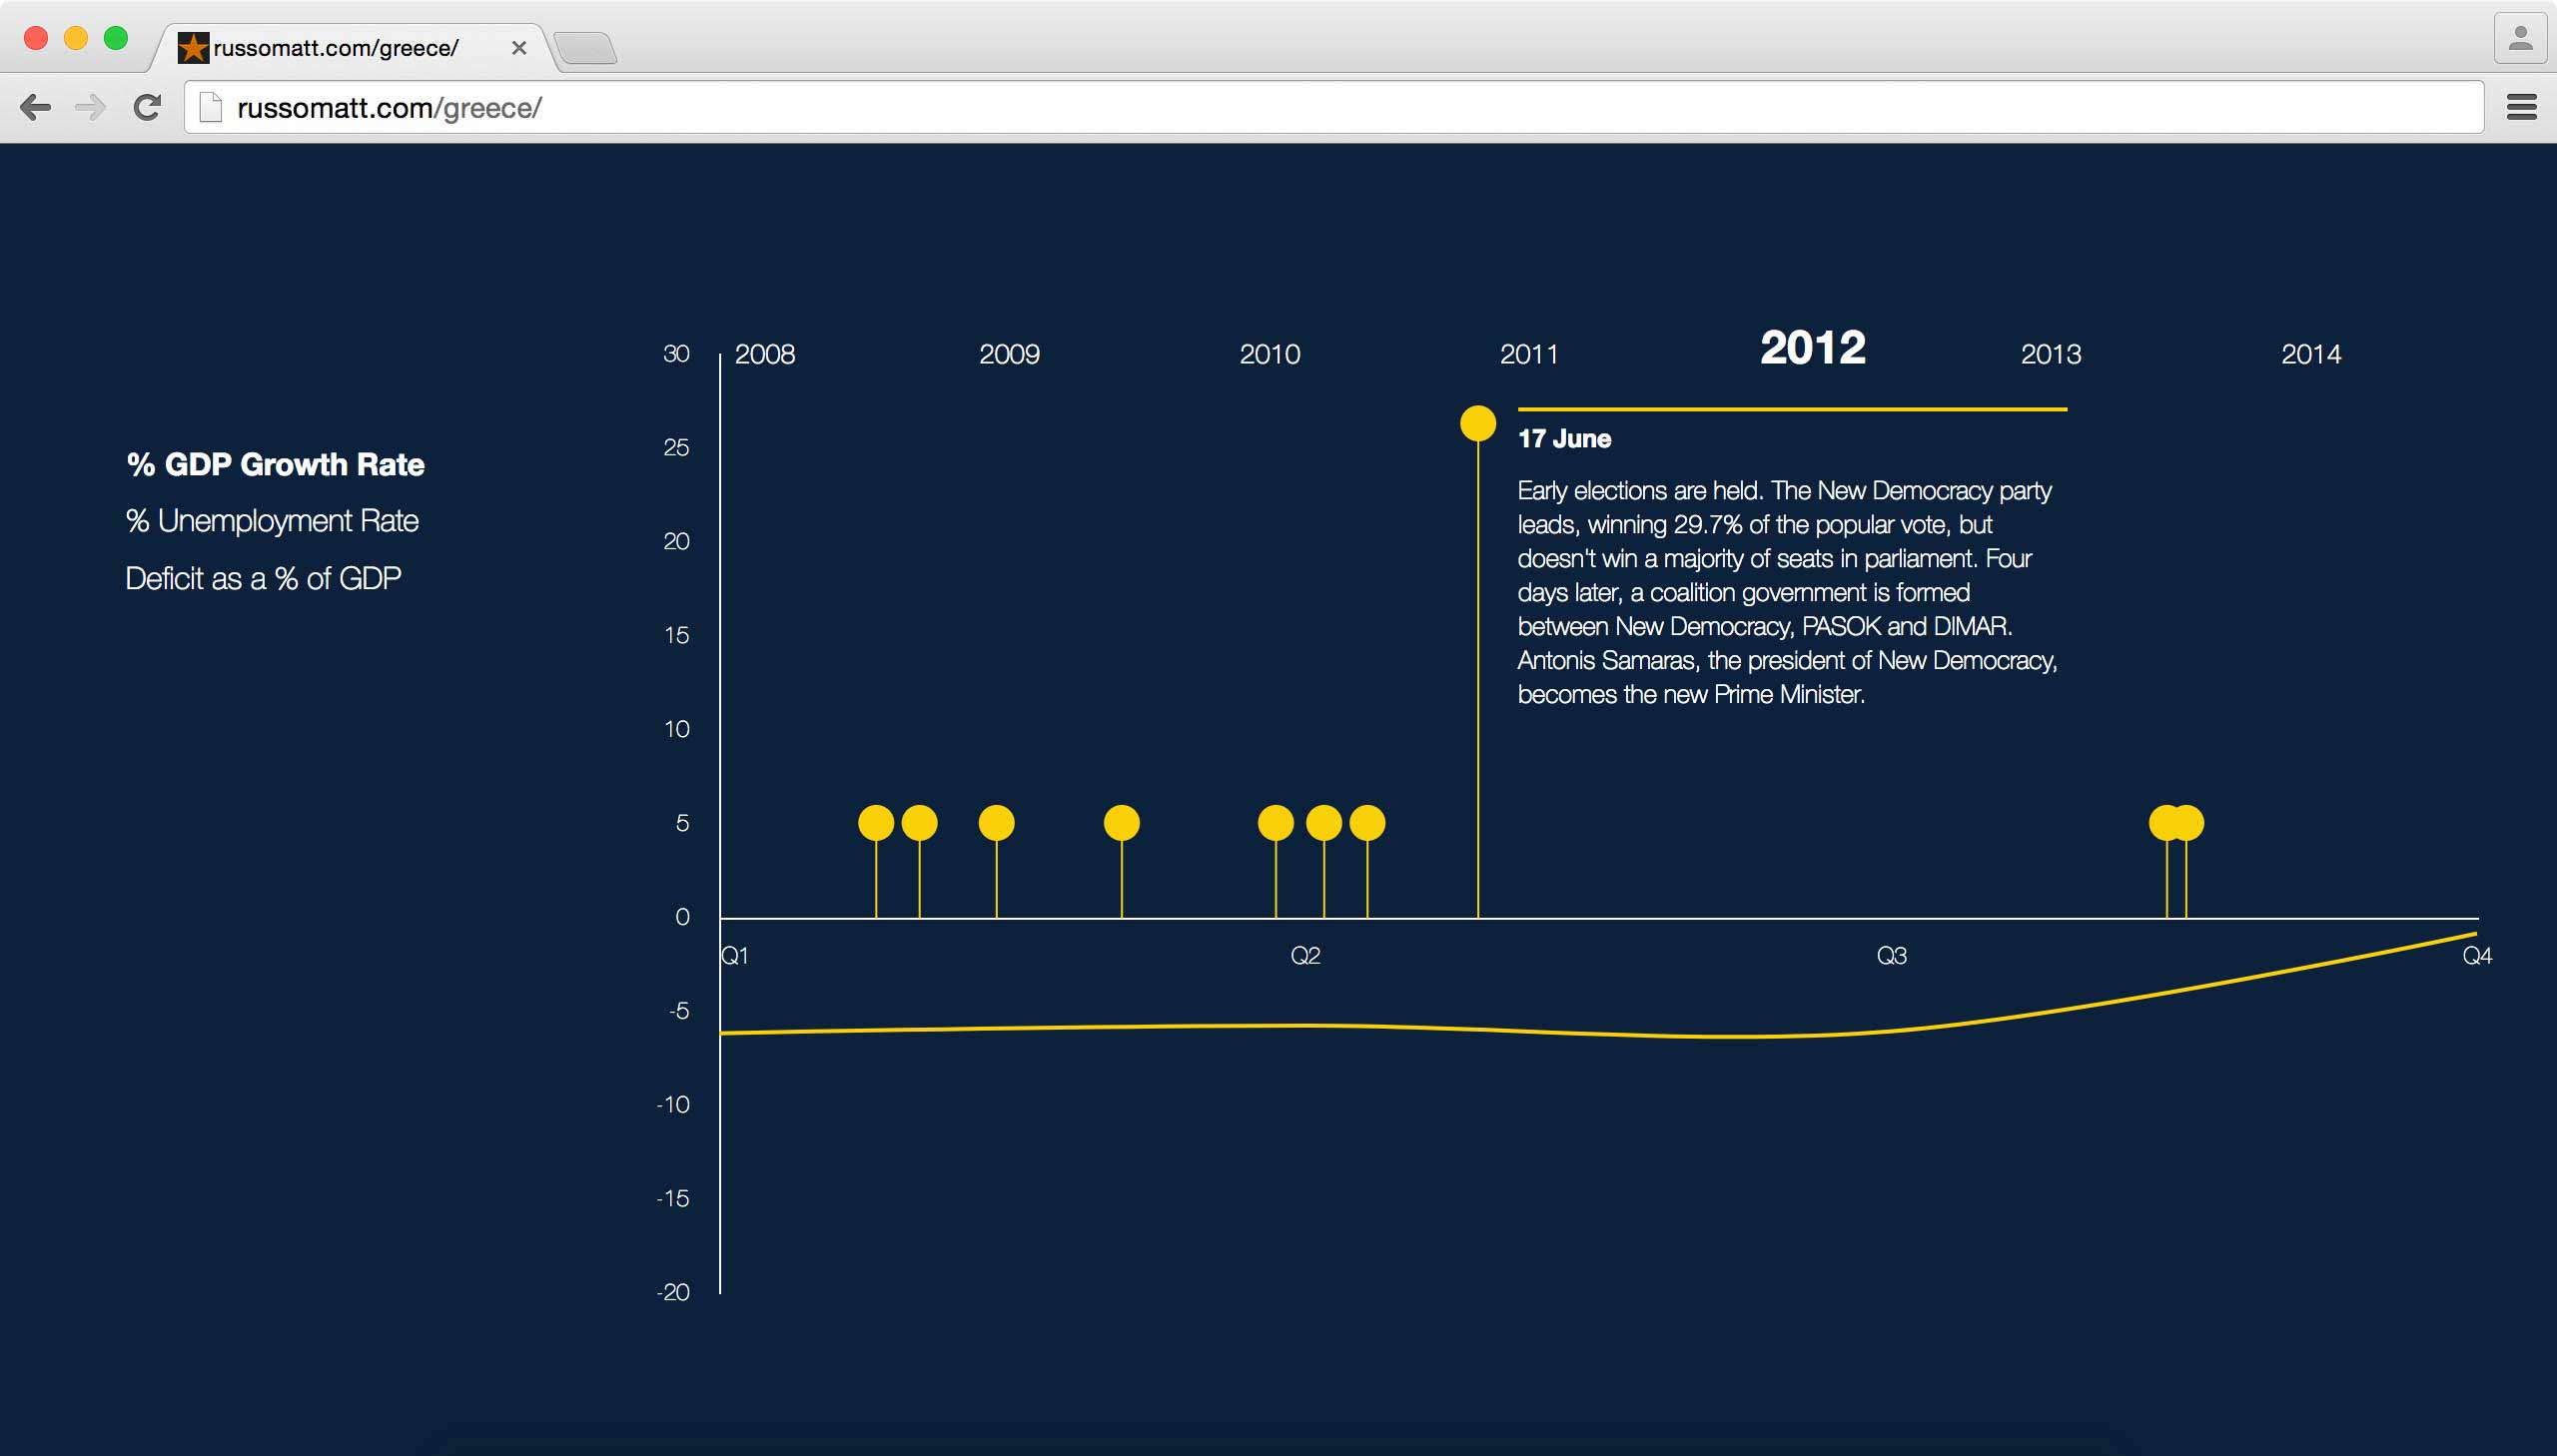 russomatt.com/greece/
russomatt.com/greece/
2008 2009 2010 2011 2012 2013 2014
% GDP Growth Rate
% Unemployment Rate
Deficit as a % of GDP
30
25
20
15
10
5
0
-5
-10
-15
-20
17 June
Early elections are held. The New Democracy party
leads, winning 29.7% of the popular vote, but
doesn't win a majority of seats in parliament. Four
days later, a coalition government is formed
between New Democracy, PASOK and DIMAR.
Antonis Samaras, the president of New Democracy,
becomes the new Prime Minister.
Q1 Q2 Q3 Q4